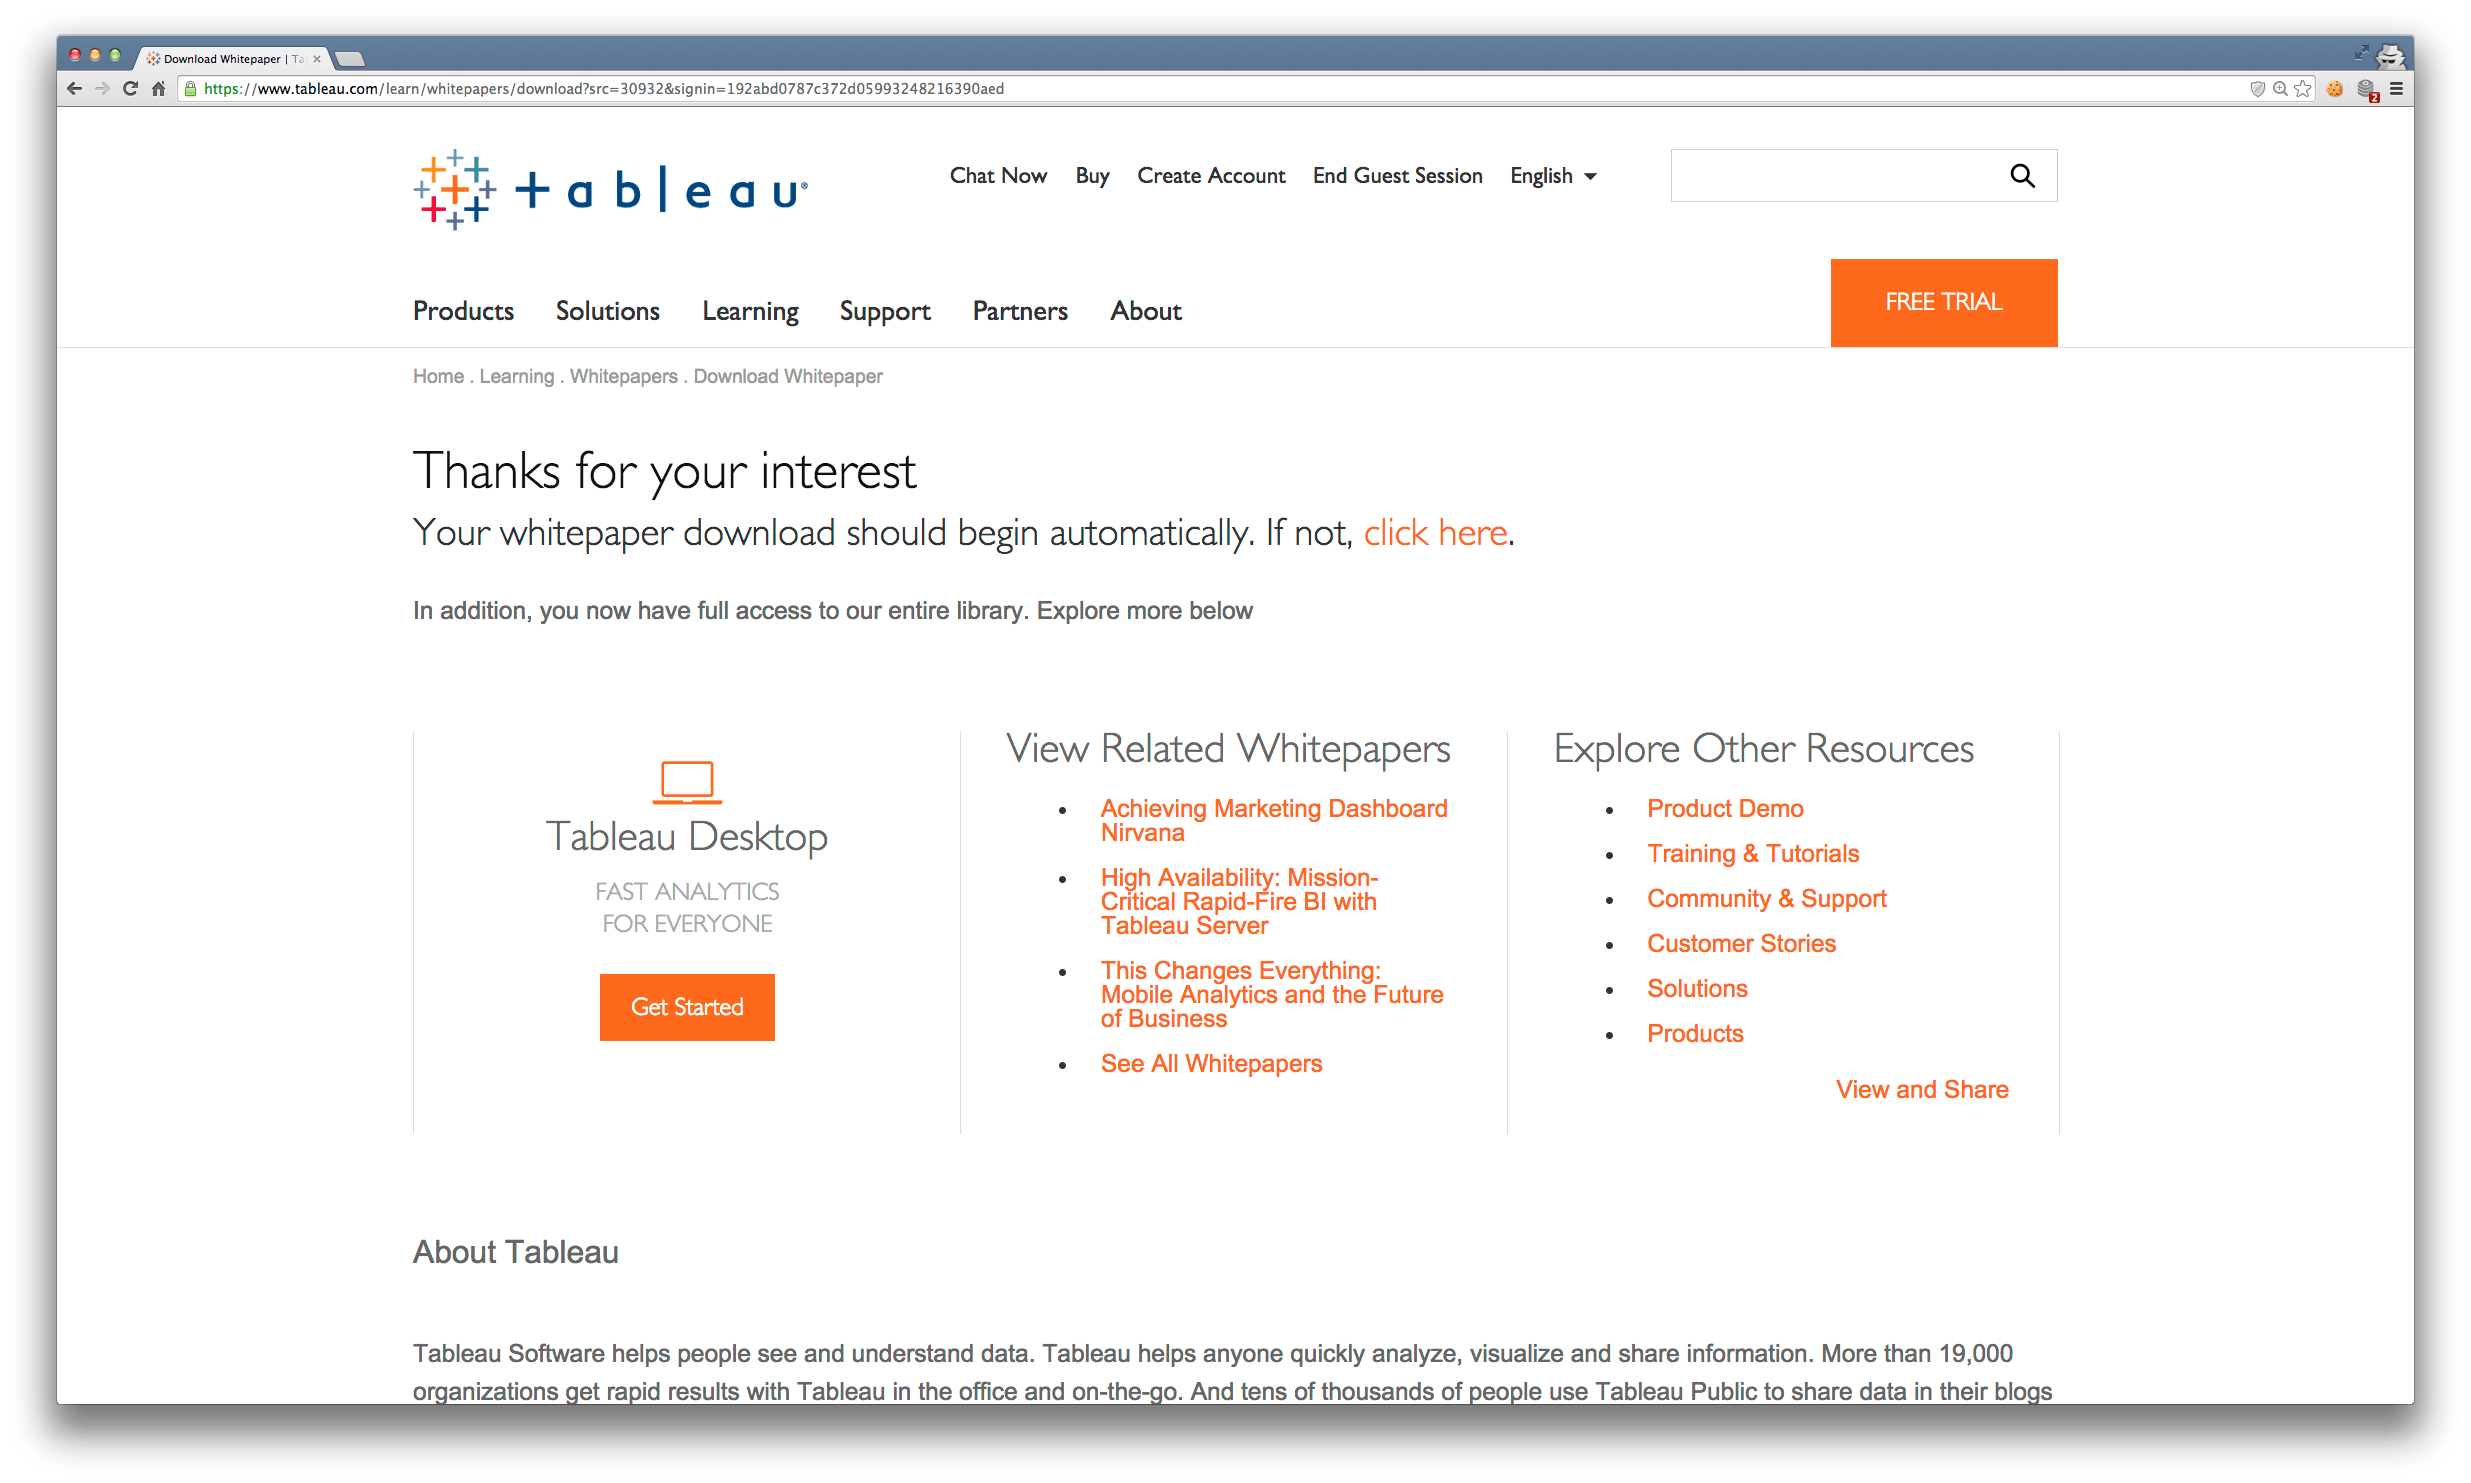 Download Whitepaper | Ta
https://www.tableau.com/learn/whitepapers/download?src=30932&signin=192abd0787c372d05993248216390aed
2
+ableau®
Chat Now Buy Create Account End Guest Session English
Products Solutions Learning Support Partners About
FREE TRIAL
Home . Learning . Whitepapers . Download Whitepaper
Thanks for your interest
Your whitepaper download should begin automatically. If not, click here.
In addition, you now have full access to our entire library. Explore more below
Tableau Desktop
FAST ANALYTICS
FOR EVERYONE
Get Started
View Related Whitepapers
• Achieving Marketing Dashboard
Nirvana
• High Availability: Mission-
Critical Rapid-Fire BI with
Tableau Server
• This Changes Everything:
Mobile Analytics and the Future
of Business
• See All Whitepapers
Explore Other Resources
• Product Demo
• Training & Tutorials
• Community & Support
• Customer Stories
• Solutions
• Products
View and Share
About Tableau
Tableau Software helps people see and understand data. Tableau helps anyone quickly analyze, visualize and share information. More than 19,000
organizations get rapid results with Tableau in the office and on-the-go. And tens of thousands of people use Tableau Public to share data in their blogs